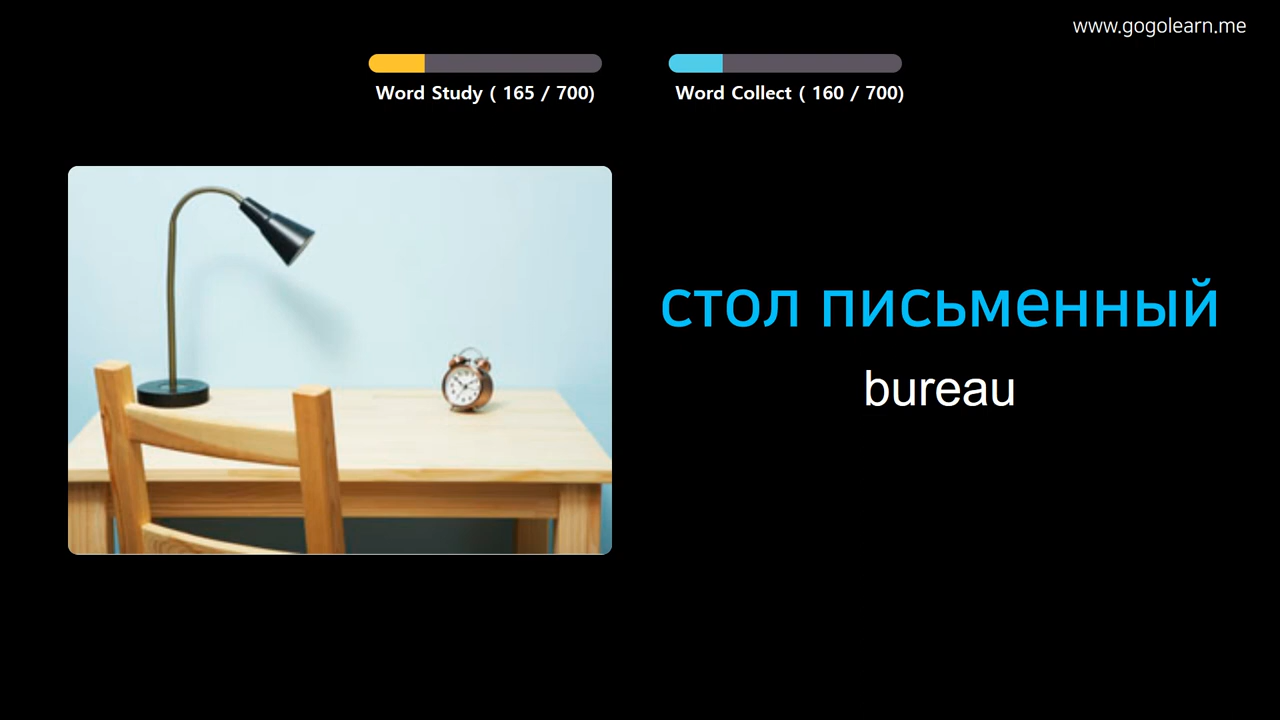 www.gogolearn.me
Word Study ( 165 / 700)
Word Collect ( 160 / 700)
стол письменный
bureau